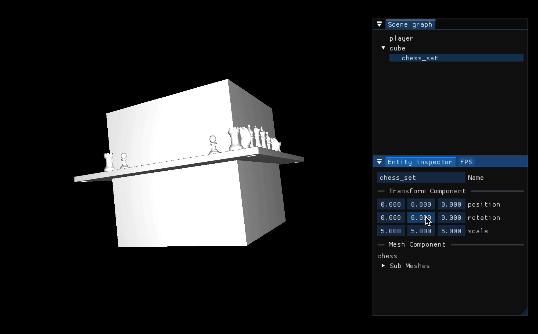 Scene graph
player
cube
chess_set
Entity inspector FPS
chess_set Name
Transform Component
0.000 0.000 0.000 position
0.000 0.000 0.000 rotation
5.000 5.000 5.000 scale
Mesh Component
chess
Sub Meshes